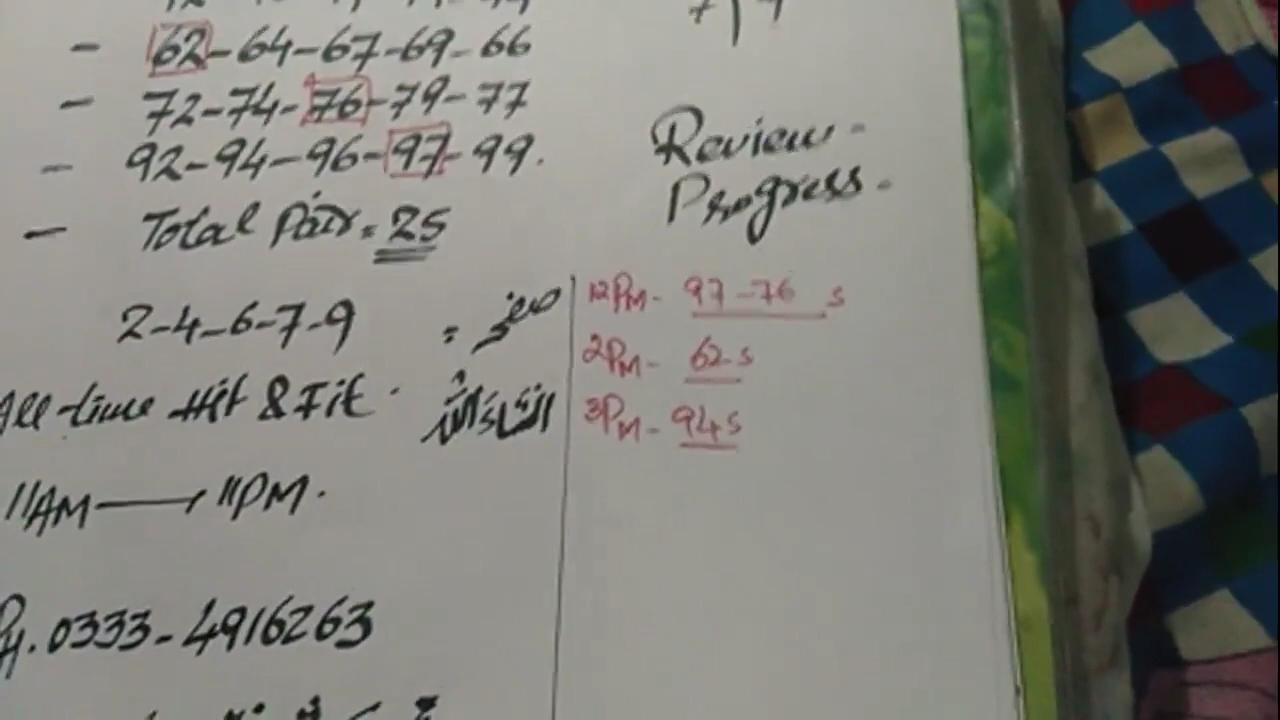 - 62-64-67-69-66
- 72-74-76-79-77
- 92-94-96-97-99.
- Total Pair = 25
2-4-6-7-9
All-time Hit & Fit.
انشاءاللہ
11AM → 11PM.
Ph. 0333-4916263
Review-
Progress.
12PM- 97-76 s
2PM- 62-s
3PM- 94s